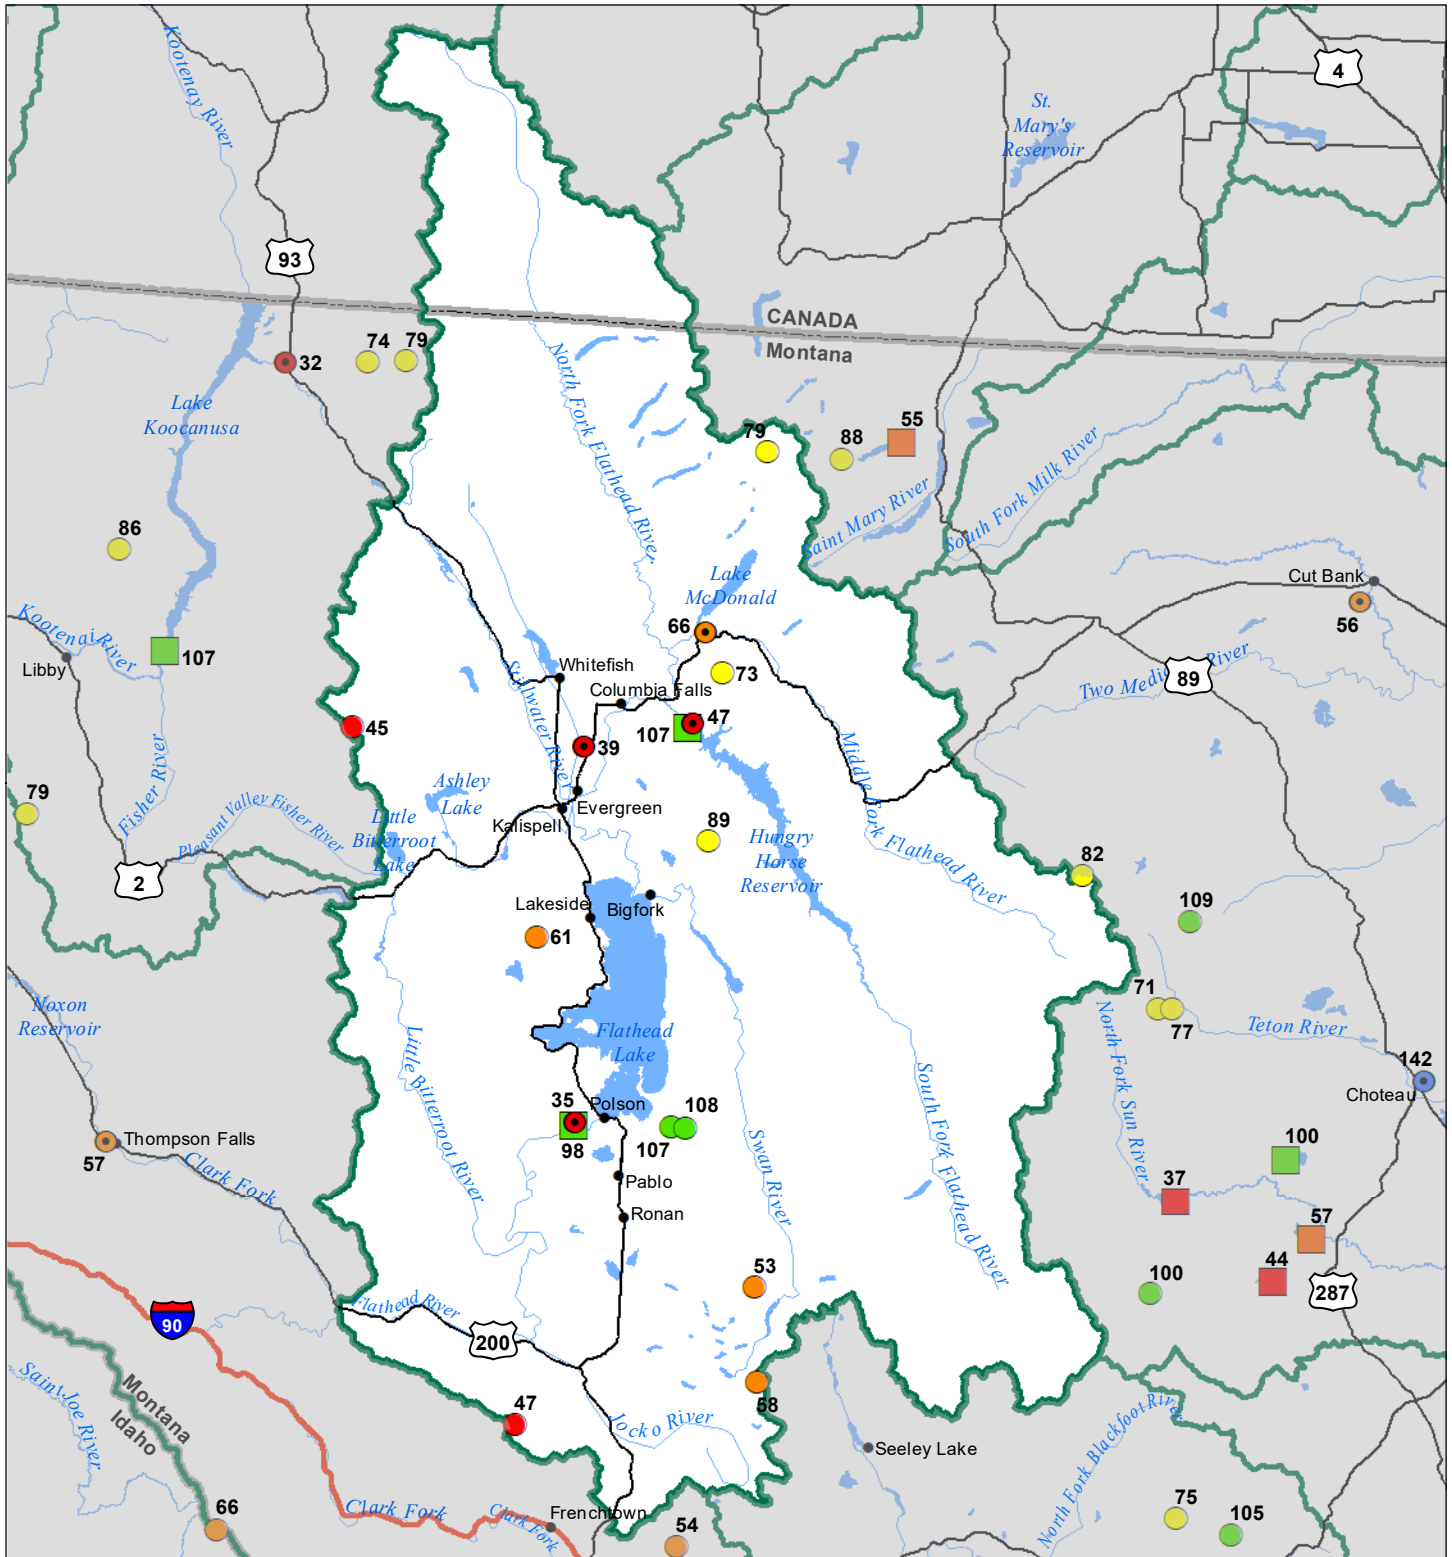 Kootenay River
4
St.
Mary's
Reservoir
93
CANADA
Montana
32
74
79
North Fork Flathead River
Lake
Koocanusa
79
88
55
Saint Mary River
South Fork Milk River
86
Lake
McDonald
Cut Bank
56
Kootenai River
Libby
107
66
73
Whitefish
Columbia Falls
Stillwater River
Two Medicine River
89
45
47
107
39
Middle Fork Flathead River
79
Fisher River
Pleasant Valley Fisher River
Ashley
Lake
Little
Bitterroot
Lake
Evergreen
Kalispell
89
Hungry
Horse
Reservoir
2
82
Lakeside
Bigfork
61
109
Noxon
Reservoir
71
77
North Fork Sun River
Teton River
142
Choteau
Flathead
Lake
Little Bitterroot River
South Fork Flathead River
35
98
Polson
107
108
Swan River
Thompson Falls
57
Clark Fork
Pablo
Ronan
100
37
57
44
100
287
53
90
Flathead River
200
58
47
Jocko River
Saint Joe River
Montana
Idaho
Seeley Lake
North Fork Blackfoot River
66
Clark Fork
Clark Fork
Frenchtown
54
75
105